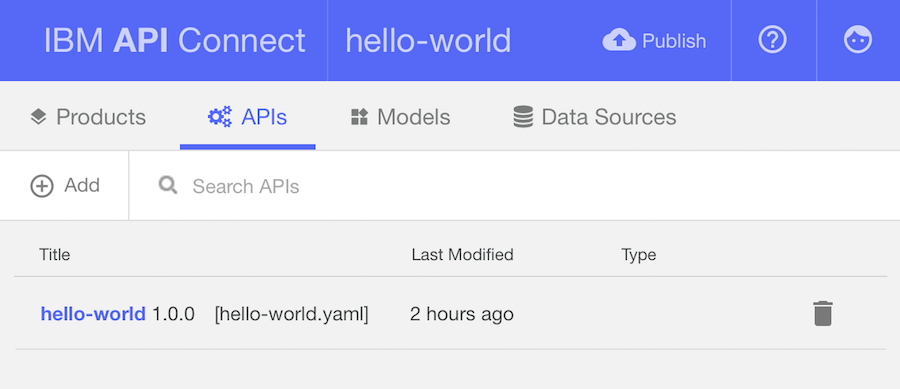 IBM API Connect hello-world Publish
Products APIs Models Data Sources
Add Search APIs
Title Last Modified Type
hello-world 1.0.0 [hello-world.yaml] 2 hours ago